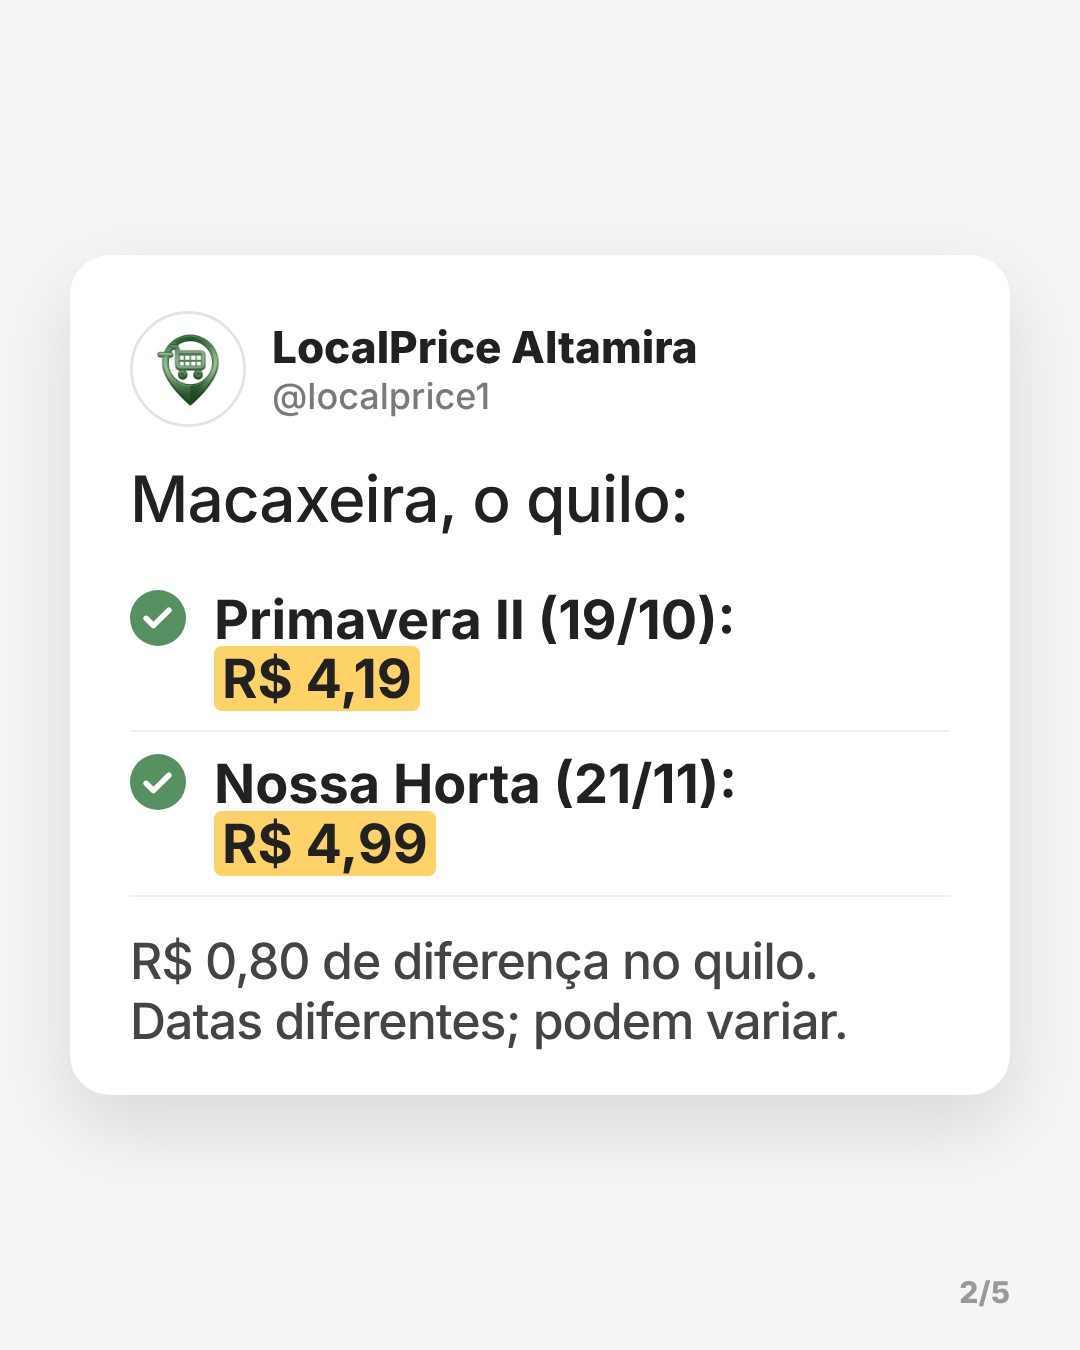 LocalPrice Altamira
@localprice1
Macaxeira, o quilo:
Primavera II (19/10):
R$ 4,19
Nossa Horta (21/11):
R$ 4,99
R$ 0,80 de diferença no quilo.
Datas diferentes; podem variar.
2/5